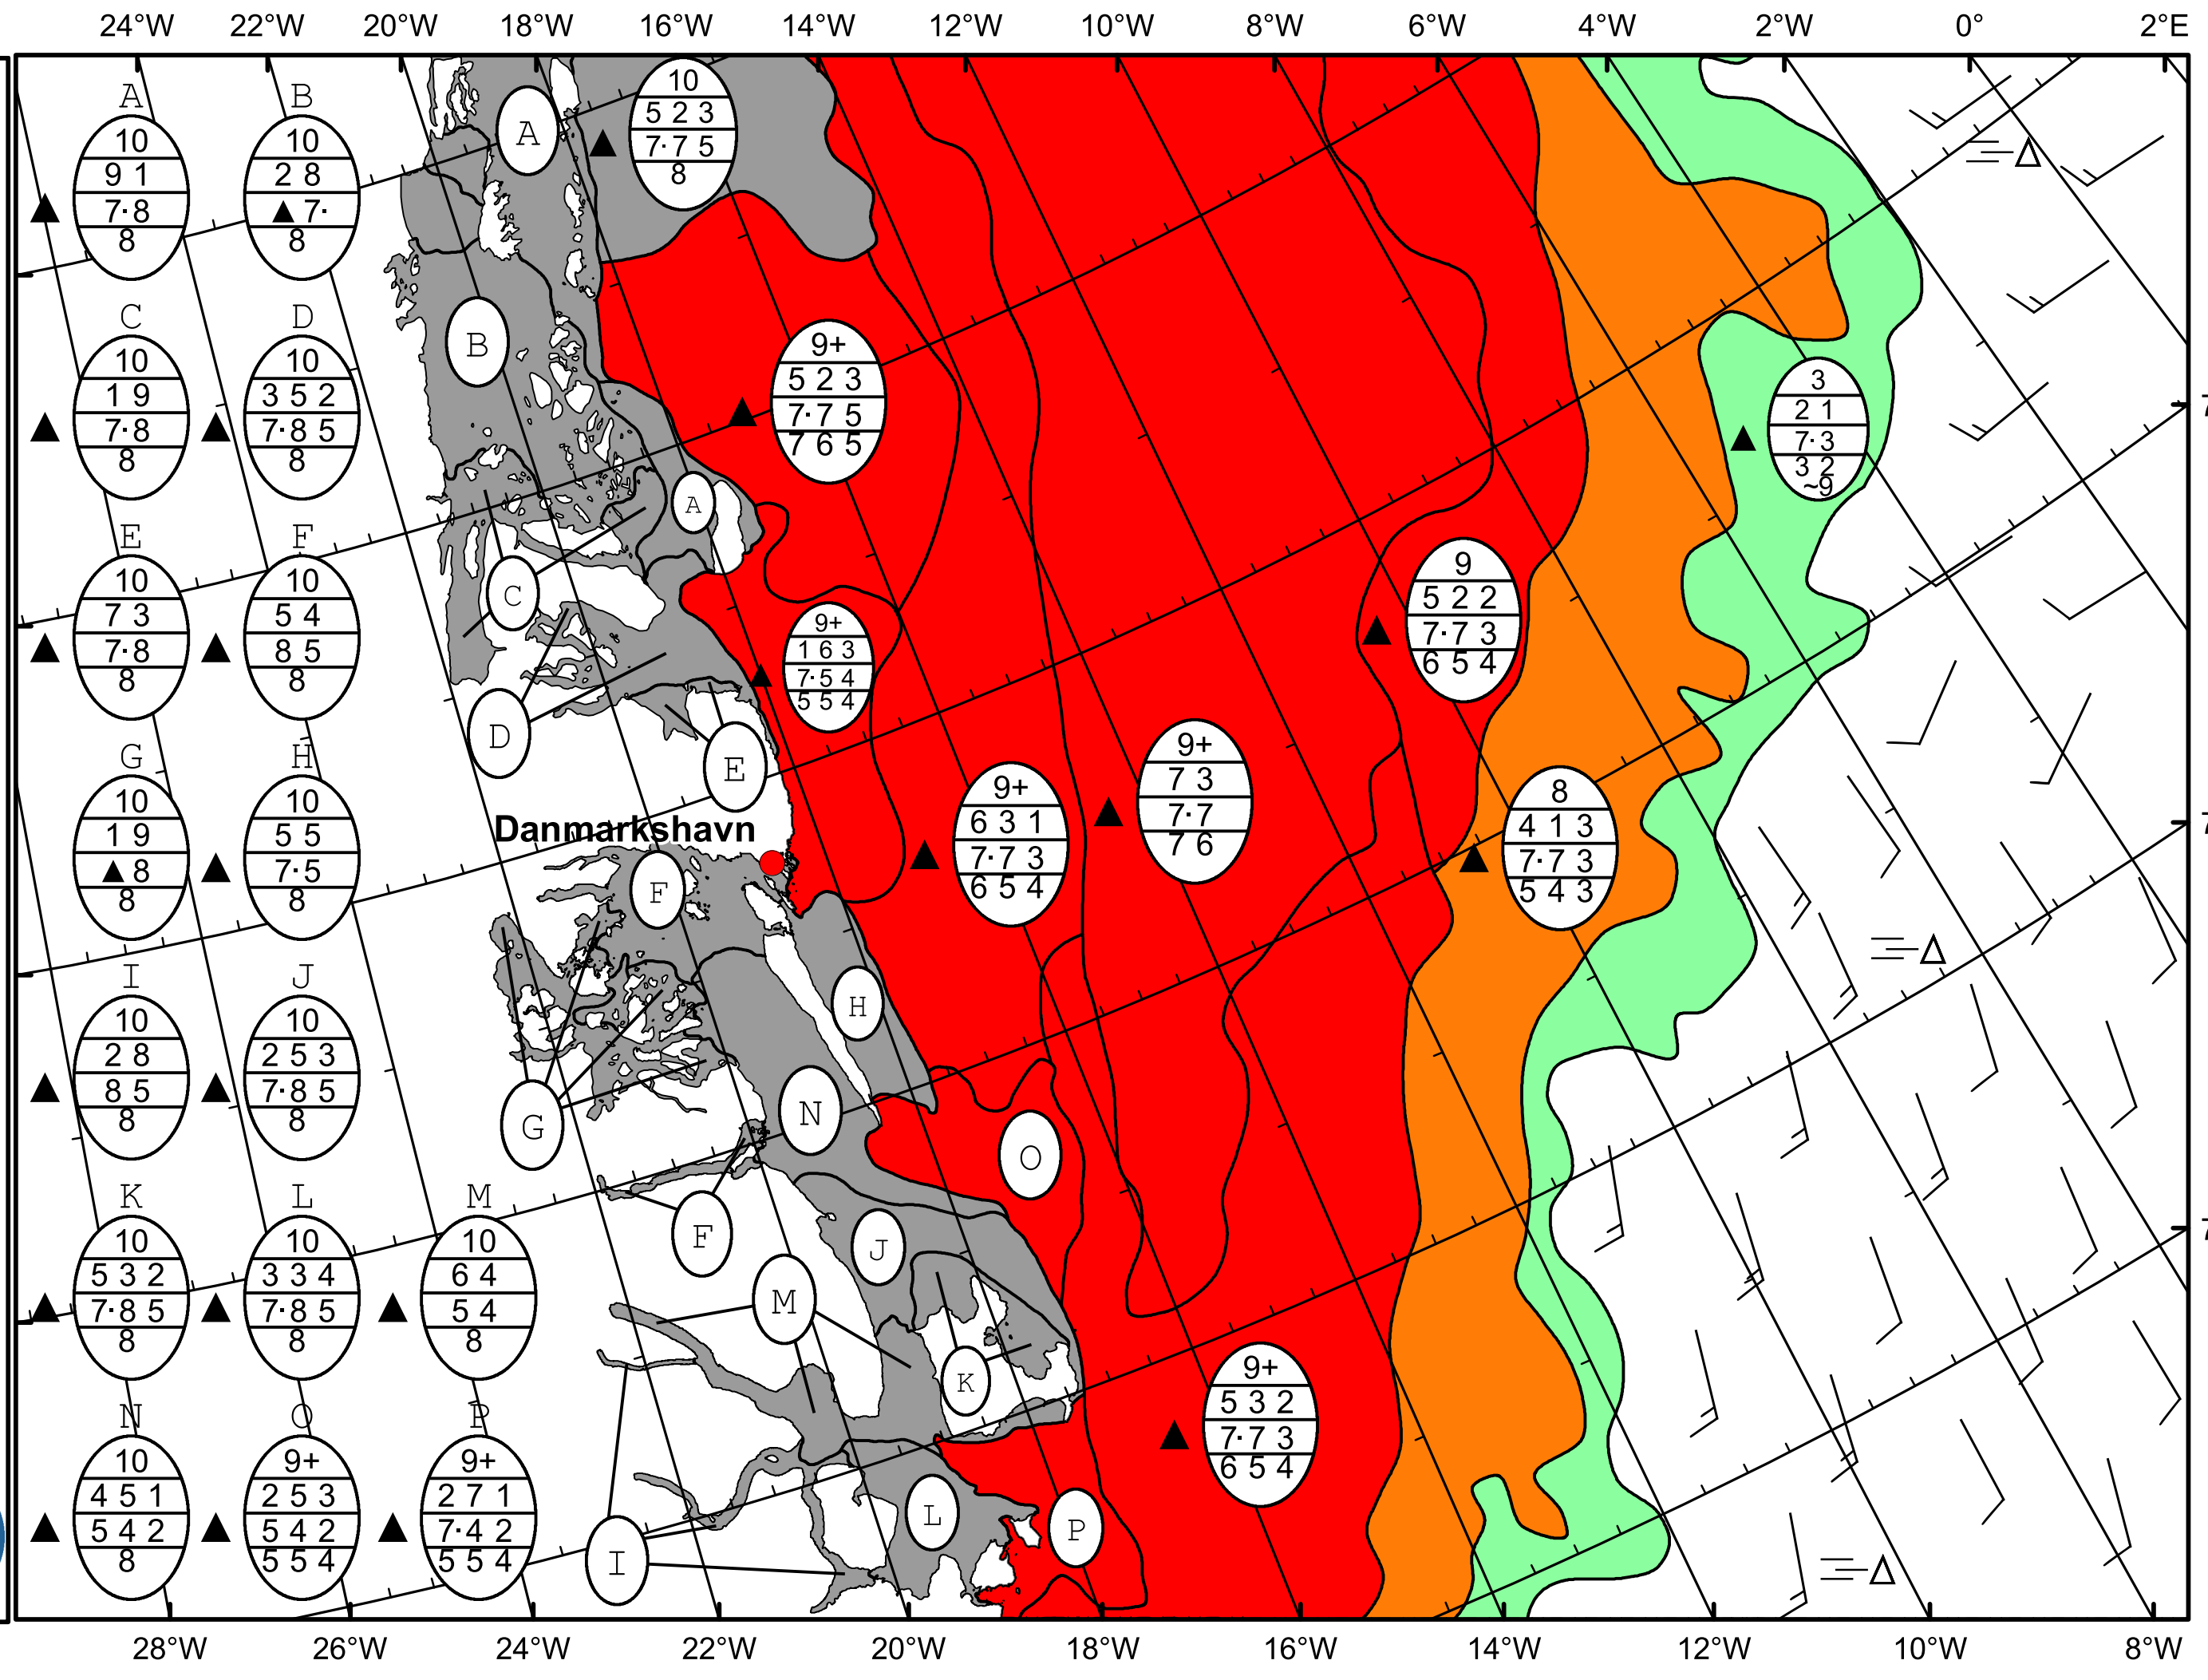 24°W 22°W 20°W 18°W 16°W 14°W 12°W 10°W 8°W 6°W 4°W 2°W 0° 2°E
A
10
9 1
7·8
8
B
10
2 8
▲ 7·
8
C
10
1 9
7·8
8
D
10
3 5 2
7·8 5
8
E
10
7 3
7·8
8
F
10
5 4
8 5
8
G
10
1 9
▲ 8
8
H
10
5 5
7·5
8
I
10
2 8
8 5
8
J
10
2 5 3
7·8 5
8
K
10
5 3 2
7·8 5
8
L
10
3 3 4
7·8 5
8
M
10
6 4
5 4
8
N
10
4 5 1
5 4 2
8
O
9+
2 5 3
5 4 2
5 5 4
P
9+
2 7 1
7·4 2
5 5 4
A
10
5 2 3
7·7 5
8
B
9+
5 2 3
7·7 5
7 6 5
3
2 1
7·3
3 2
~9
A
C
9
5 2 2
7·7 3
6 5 4
9+
1 6 3
7·5 4
5 5 4
D
E
9+
7 3
7·7
7 6
9+
6 3 1
7·7 3
6 5 4
8
4 1 3
7·7 3
5 4 3
Danmarkshavn
F
H
G
N
O
F
J
M
K
9+
5 3 2
7·7 3
6 5 4
L
P
I
28°W 26°W 24°W 22°W 20°W 18°W 16°W 14°W 12°W 10°W 8°W